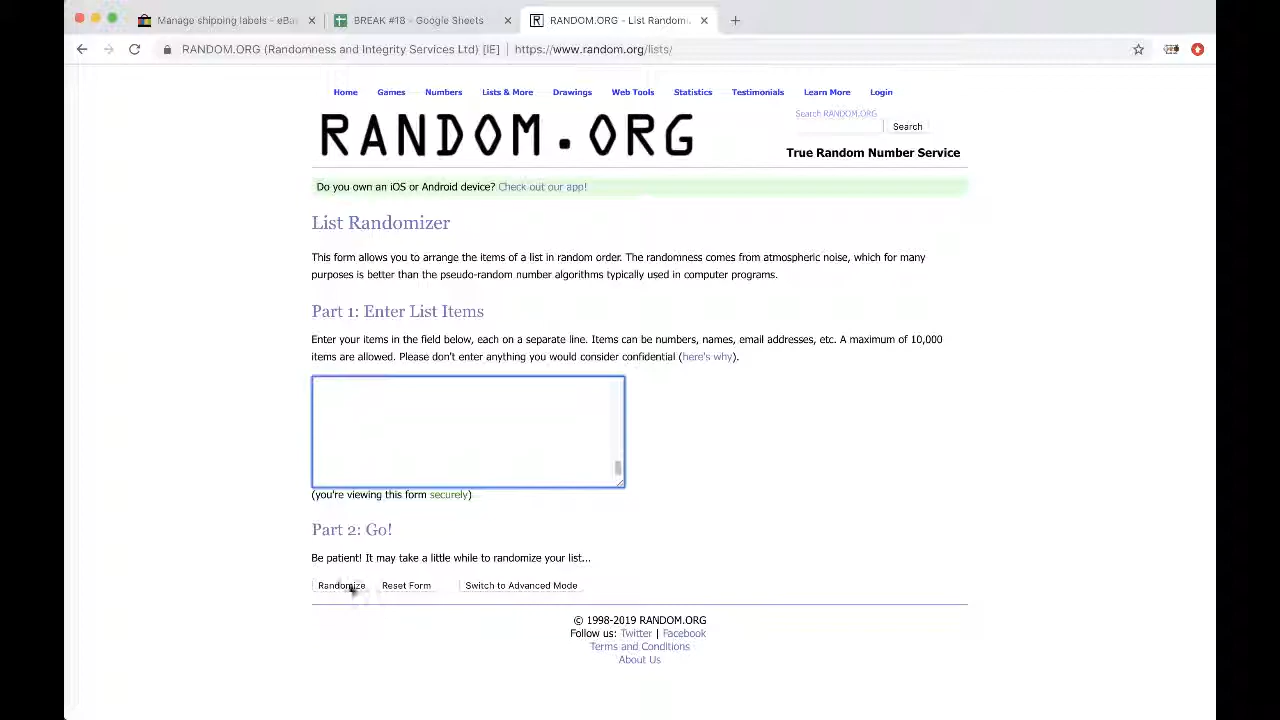 Manage shipping labels - eBa
BREAK #18 - Google Sheets
RANDOM.ORG - List Randomi
RANDOM.ORG (Randomness and Integrity Services Ltd) [IE] | https://www.random.org/lists/
Home Games Numbers Lists & More Drawings Web Tools Statistics Testimonials Learn More Login
Search RANDOM.ORG
RANDOM.ORG
Search
True Random Number Service
Do you own an iOS or Android device? Check out our app!
List Randomizer
This form allows you to arrange the items of a list in random order. The randomness comes from atmospheric noise, which for many
purposes is better than the pseudo-random number algorithms typically used in computer programs.
Part 1: Enter List Items
Enter your items in the field below, each on a separate line. Items can be numbers, names, email addresses, etc. A maximum of 10,000
items are allowed. Please don't enter anything you would consider confidential (here's why).
(you're viewing this form securely)
Part 2: Go!
Be patient! It may take a little while to randomize your list...
Randomize Reset Form Switch to Advanced Mode
© 1998-2019 RANDOM.ORG
Follow us: Twitter | Facebook
Terms and Conditions
About Us